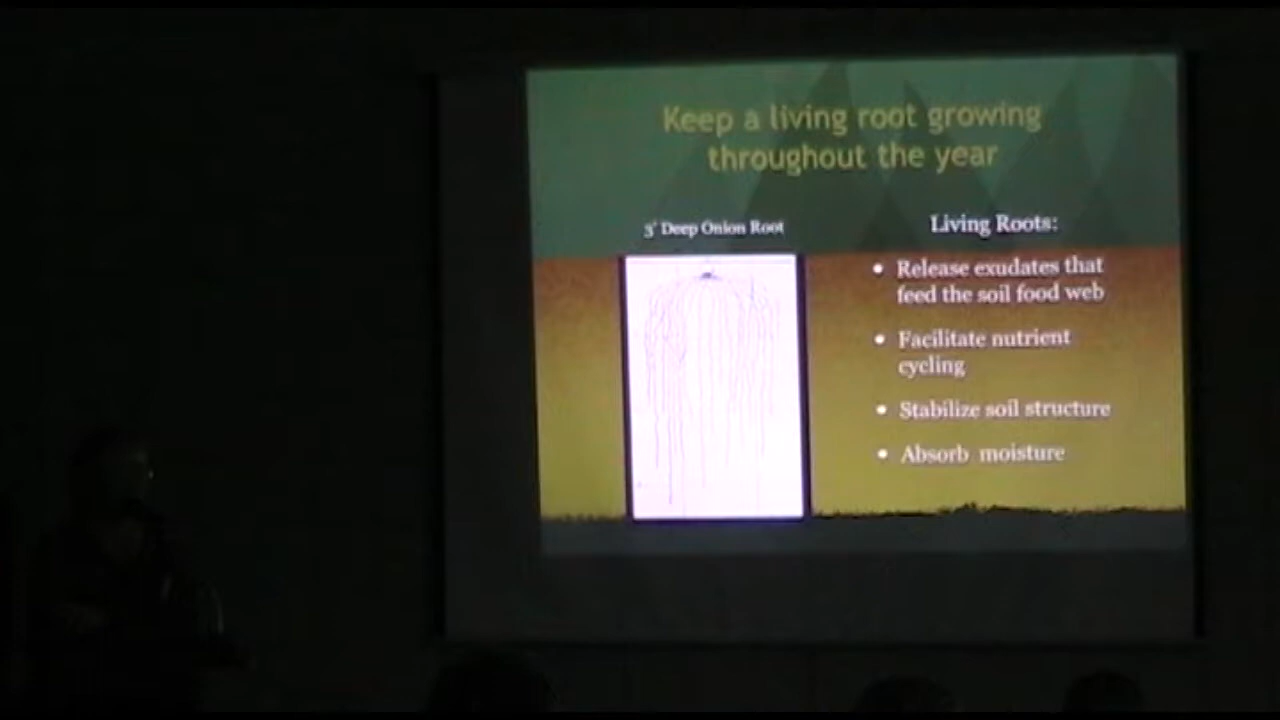 Keep a living root growing
throughout the year
3' Deep Onion Root
Living Roots:
• Release exudates that
feed the soil food web
• Facilitate nutrient
cycling
• Stabilize soil structure
• Absorb moisture